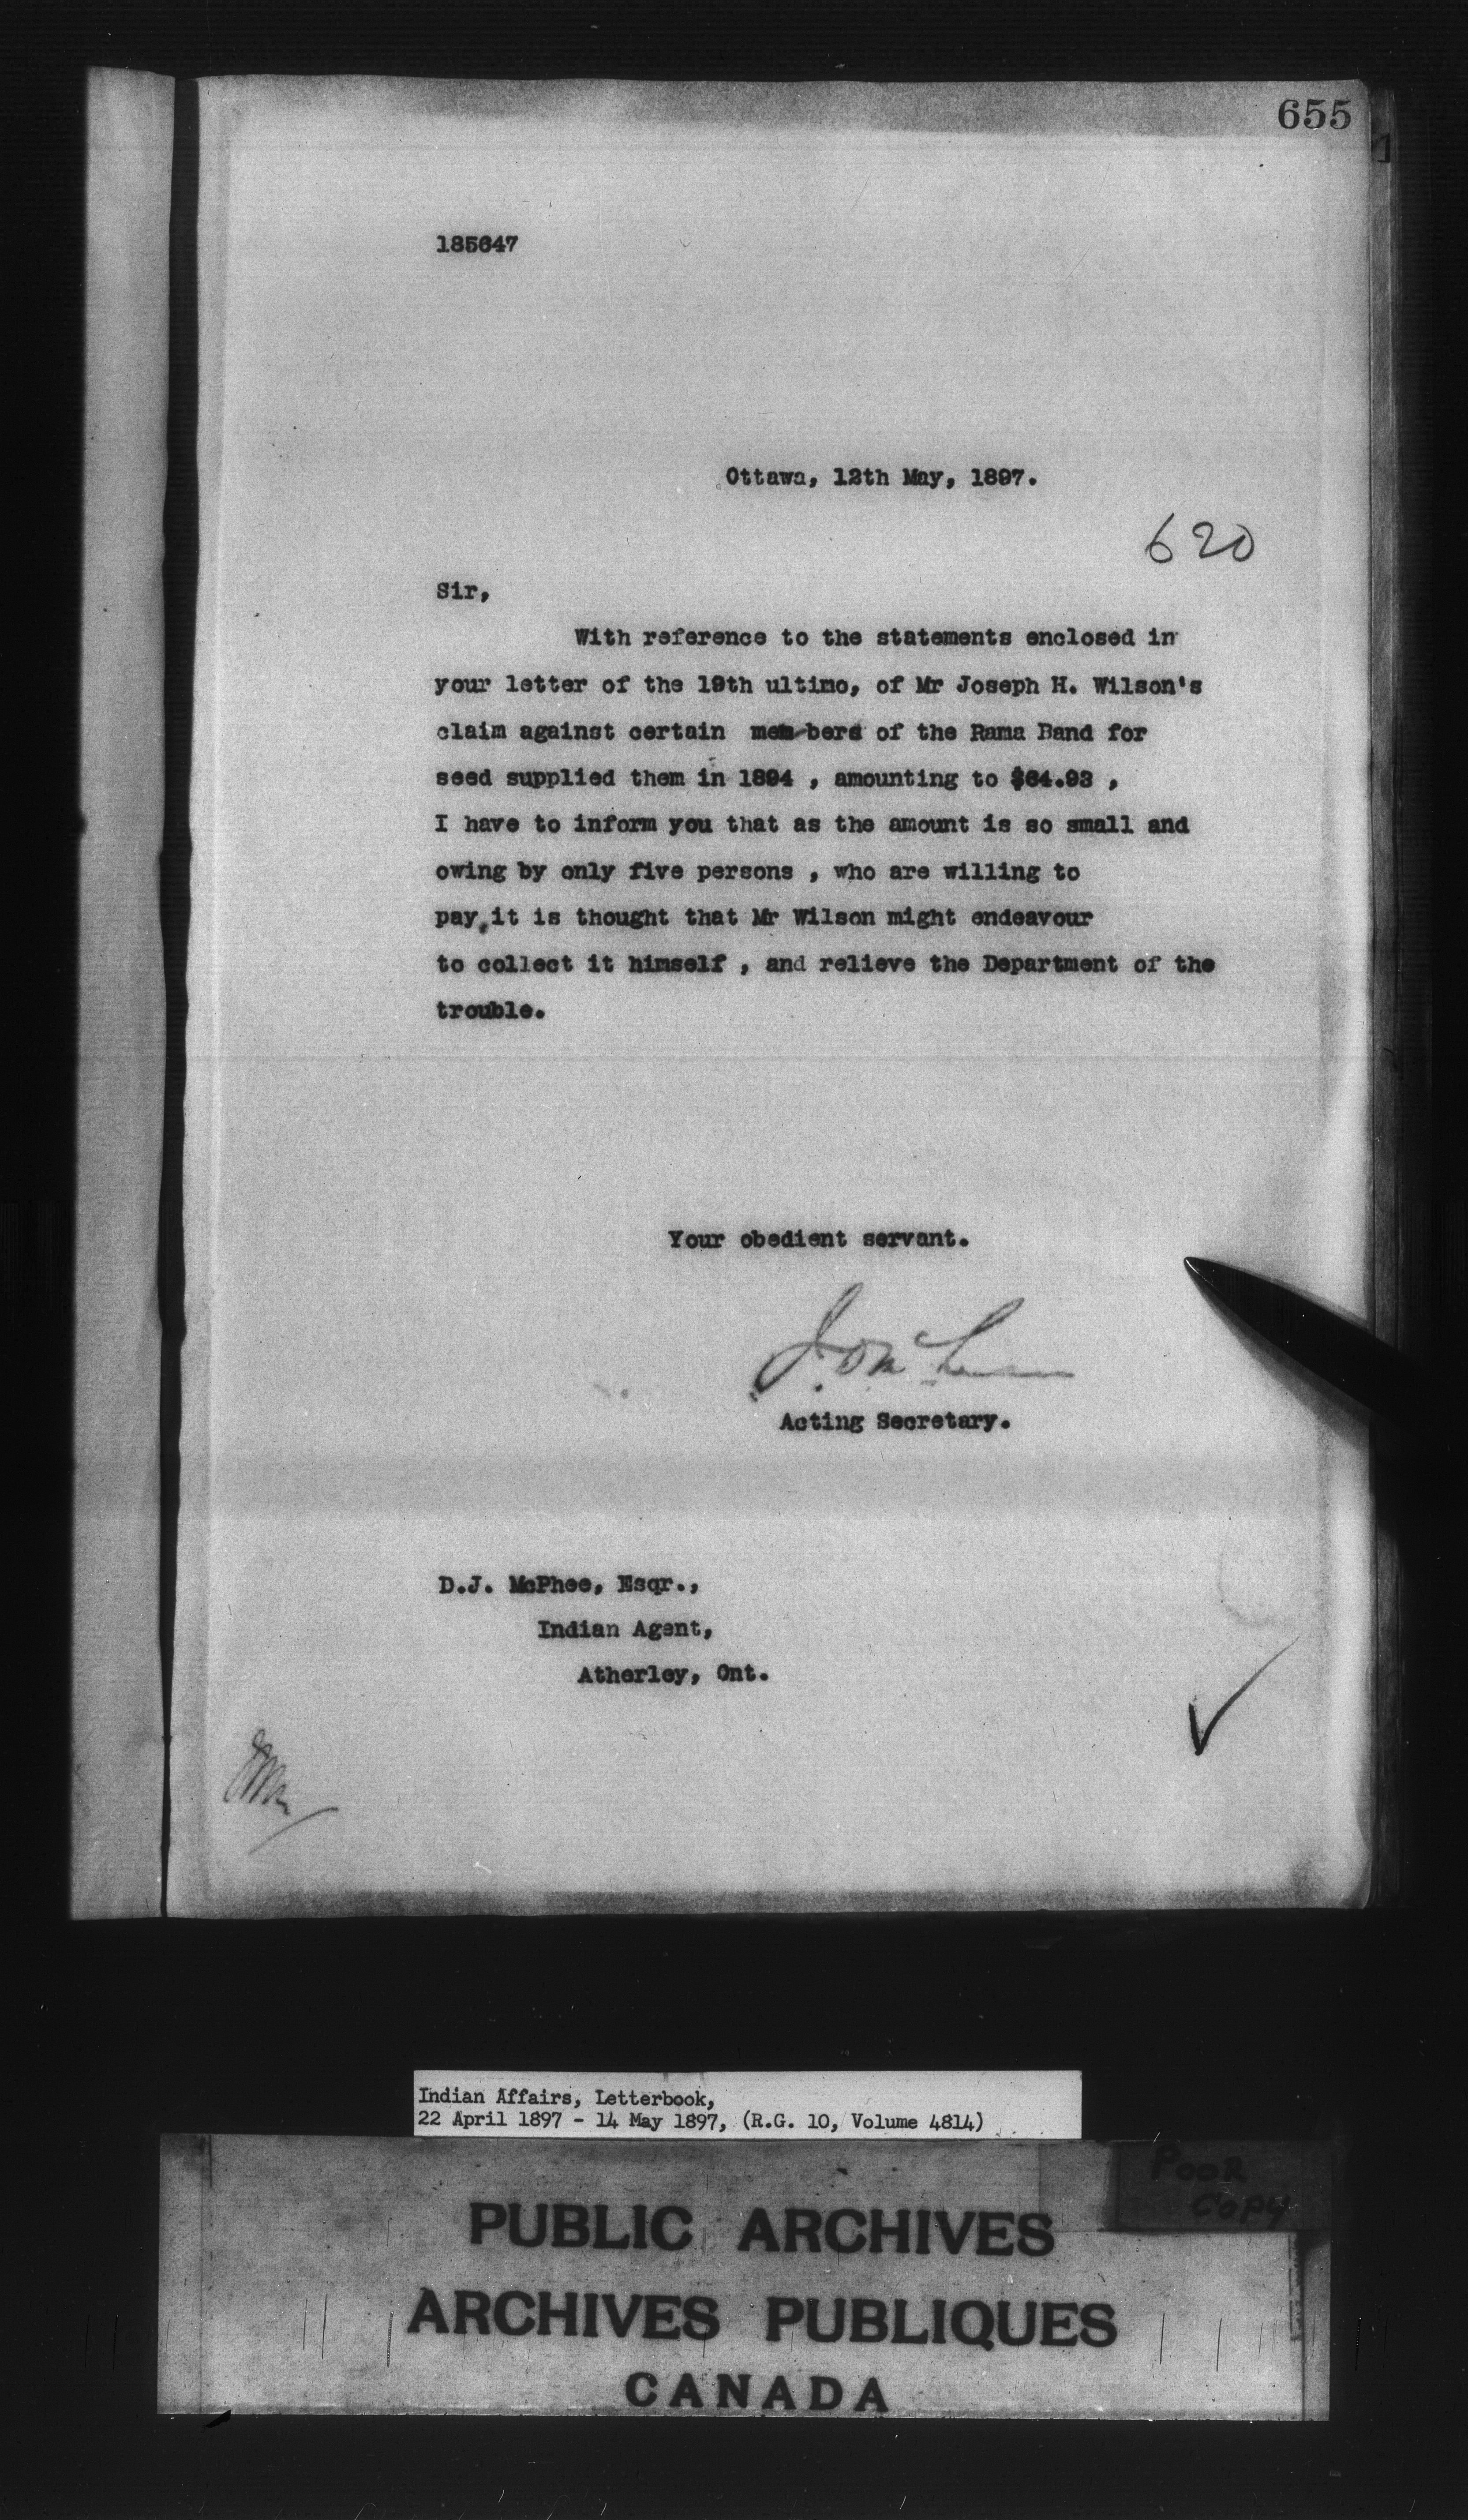 655
185647
Ottawa, 12th May, 1897.
620
Sir,
With reference to the statements enclosed in
your letter of the 19th ultimo, of Mr Joseph H. Wilson's
claim against certain members of the Rama Band for
seed supplied them in 1894 , amounting to $64.93 ,
I have to inform you that as the amount is so small and
owing by only five persons , who are willing to
pay, it is thought that Mr Wilson might endeavour
to collect it himself , and relieve the Department of the
trouble.
Your obedient servant.
Acting Secretary.
D.J. McPhee, Esqr.,
Indian Agent,
Atherley, Ont.
Indian Affairs, Letterbook,
22 April 1897 - 14 May 1897, (R.G. 10, Volume 4814)
POOR
COPY
PUBLIC ARCHIVES
ARCHIVES PUBLIQUES
CANADA